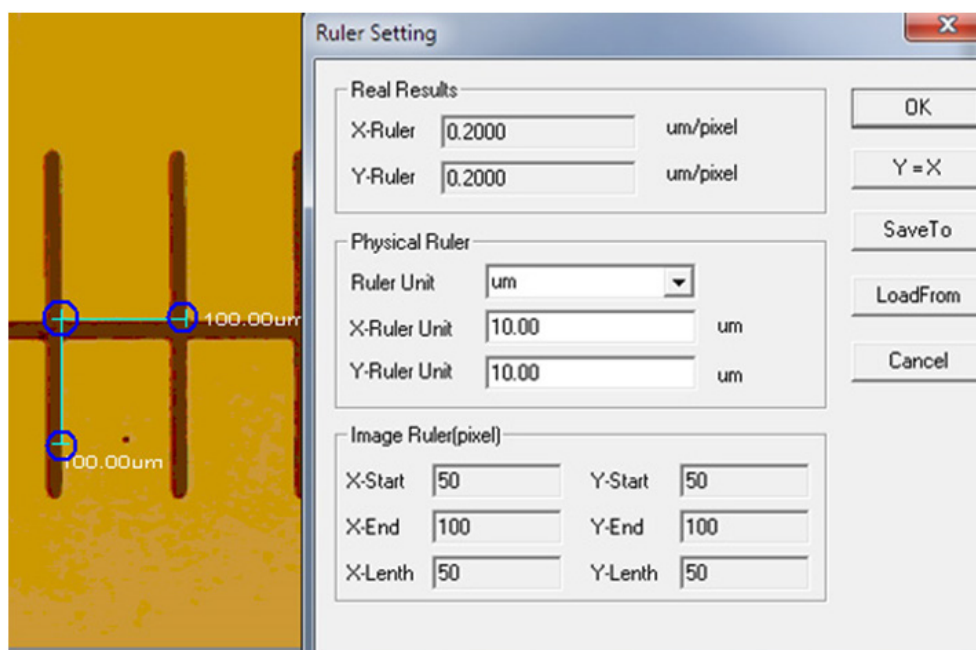 Ruler Setting
Real Results
X-Ruler 0.2000 um/pixel
Y-Ruler 0.2000 um/pixel
OK
Y = X
SaveTo
LoadFrom
Cancel
Physical Ruler
Ruler Unit um
X-Ruler Unit 10.00 um
Y-Ruler Unit 10.00 um
Image Ruler(pixel)
X-Start 50 Y-Start 50
X-End 100 Y-End 100
X-Lenth 50 Y-Lenth 50
100.00um
100.00um